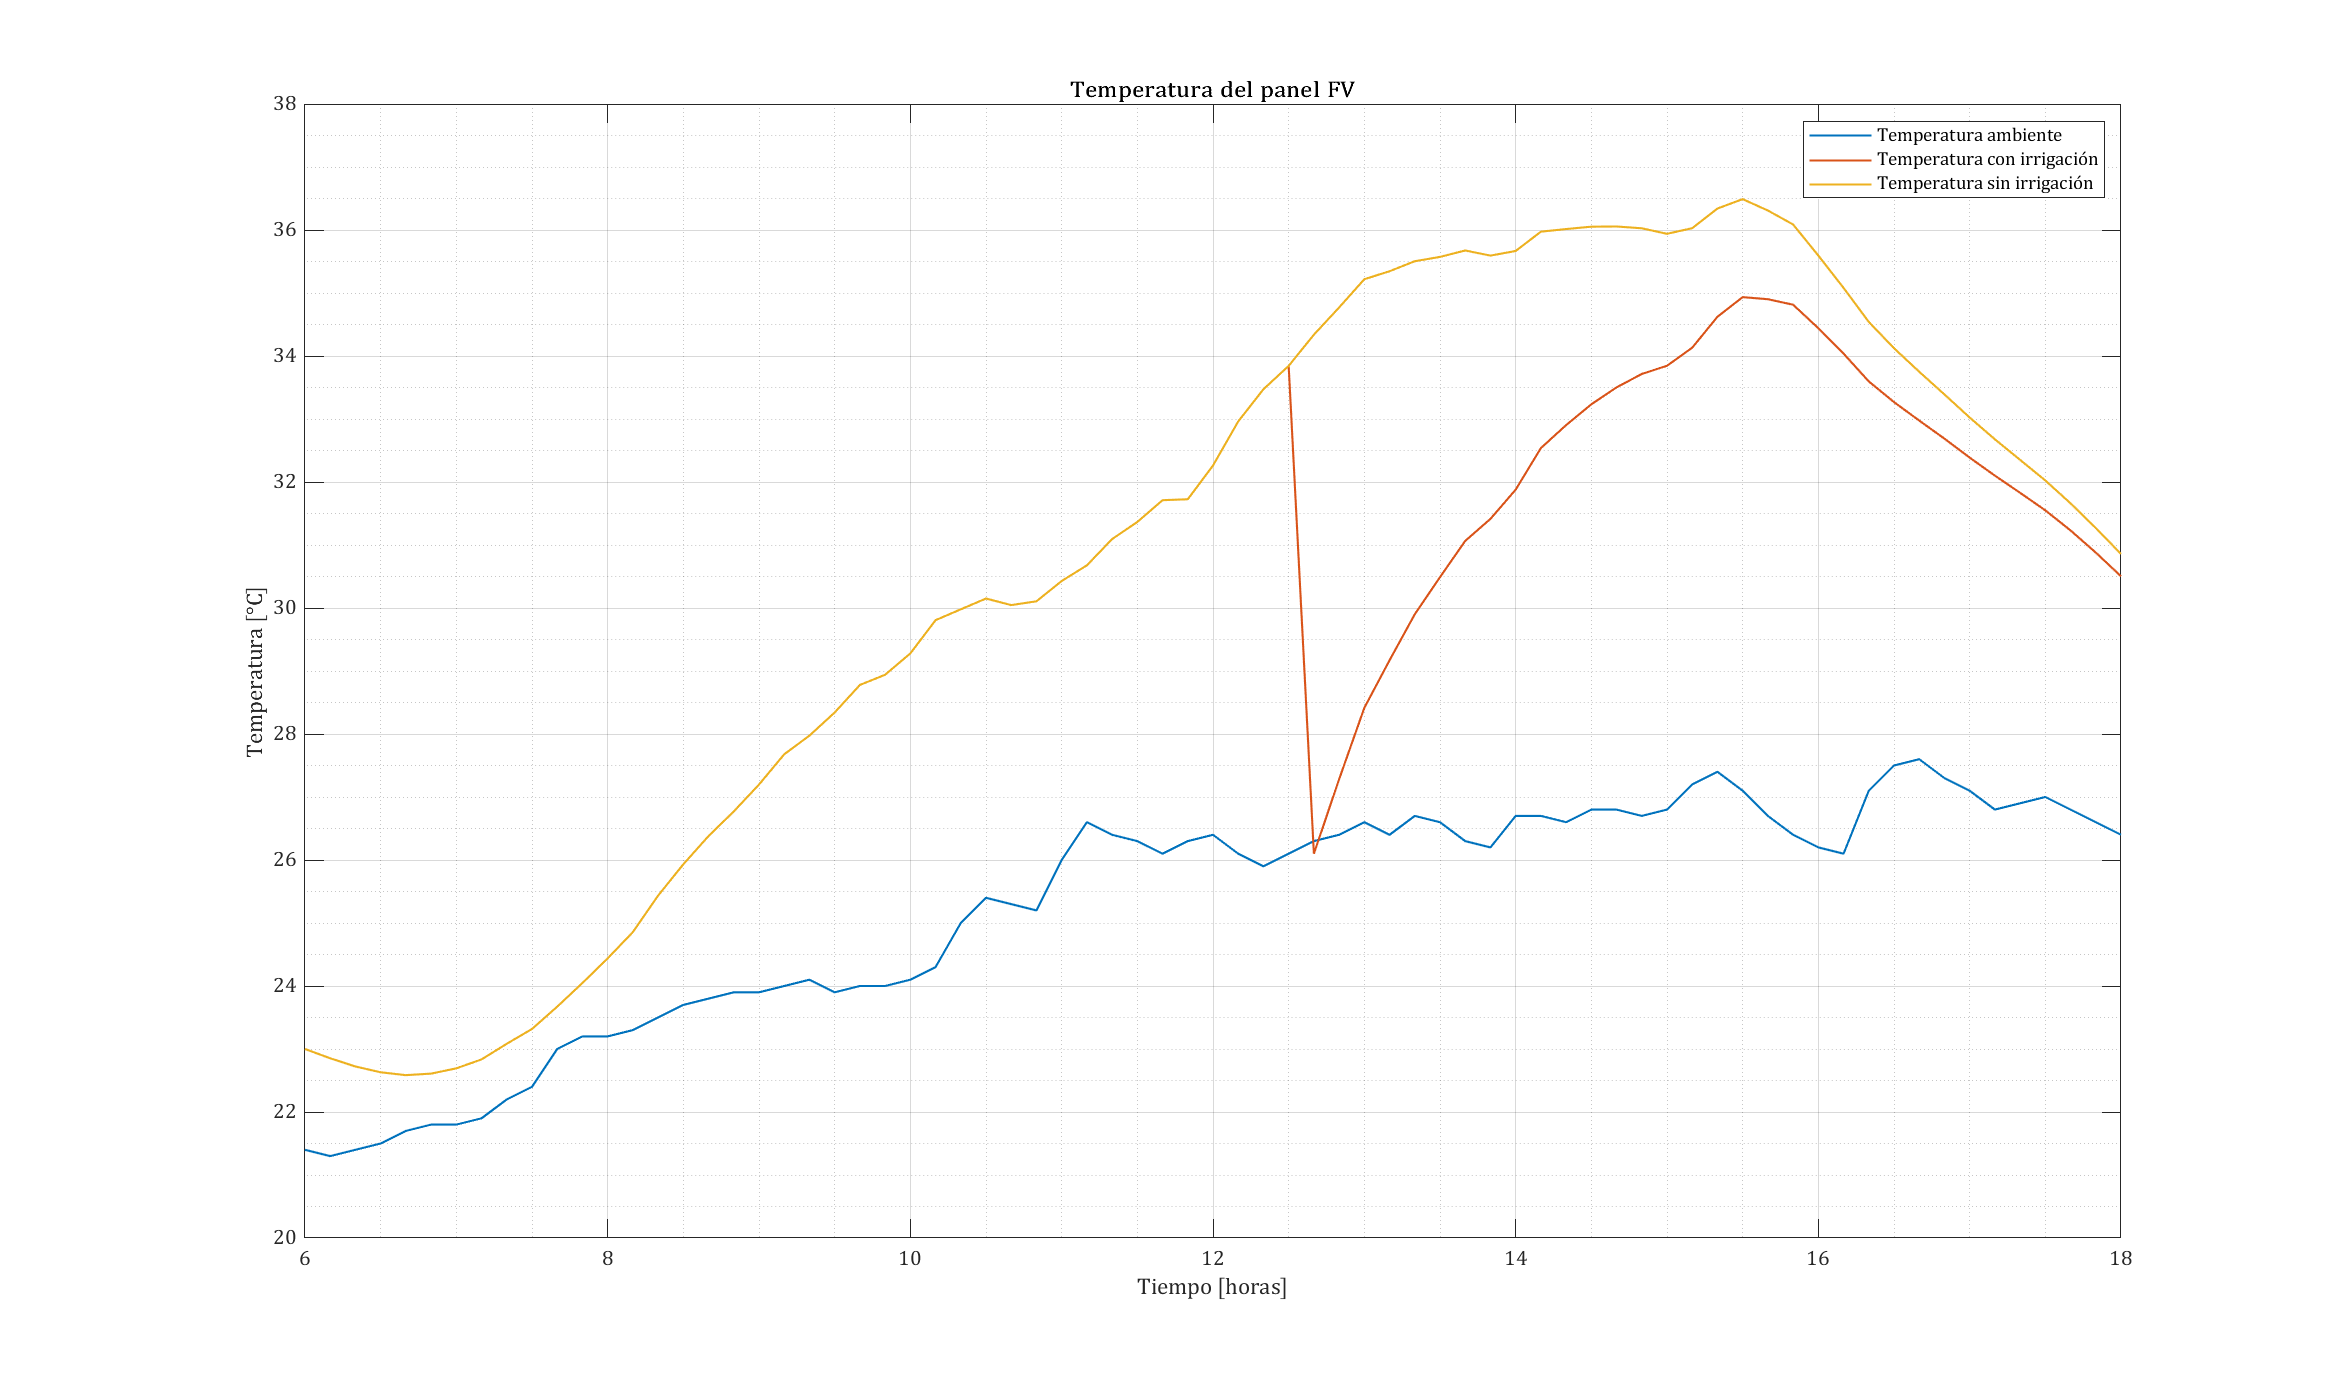 Temperatura del panel FV
38
36
34
32
30
28
26
24
22
20
Temperatura [°C]
Temperatura ambiente
Temperatura con irrigación
Temperatura sin irrigación
6 8 10 12 14 16 18
Tiempo [horas]